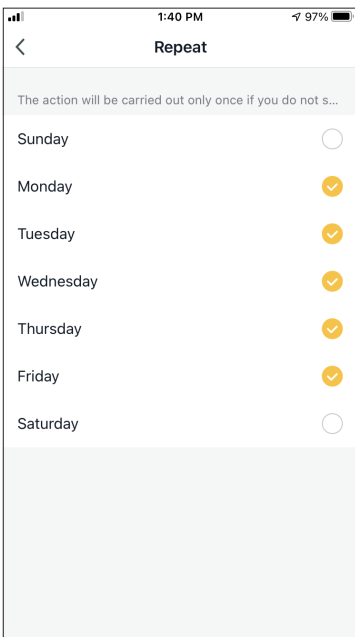 1:40 PM
97%
Repeat
The action will be carried out only once if you do not s...
Sunday
Monday
Tuesday
Wednesday
Thursday
Friday
Saturday